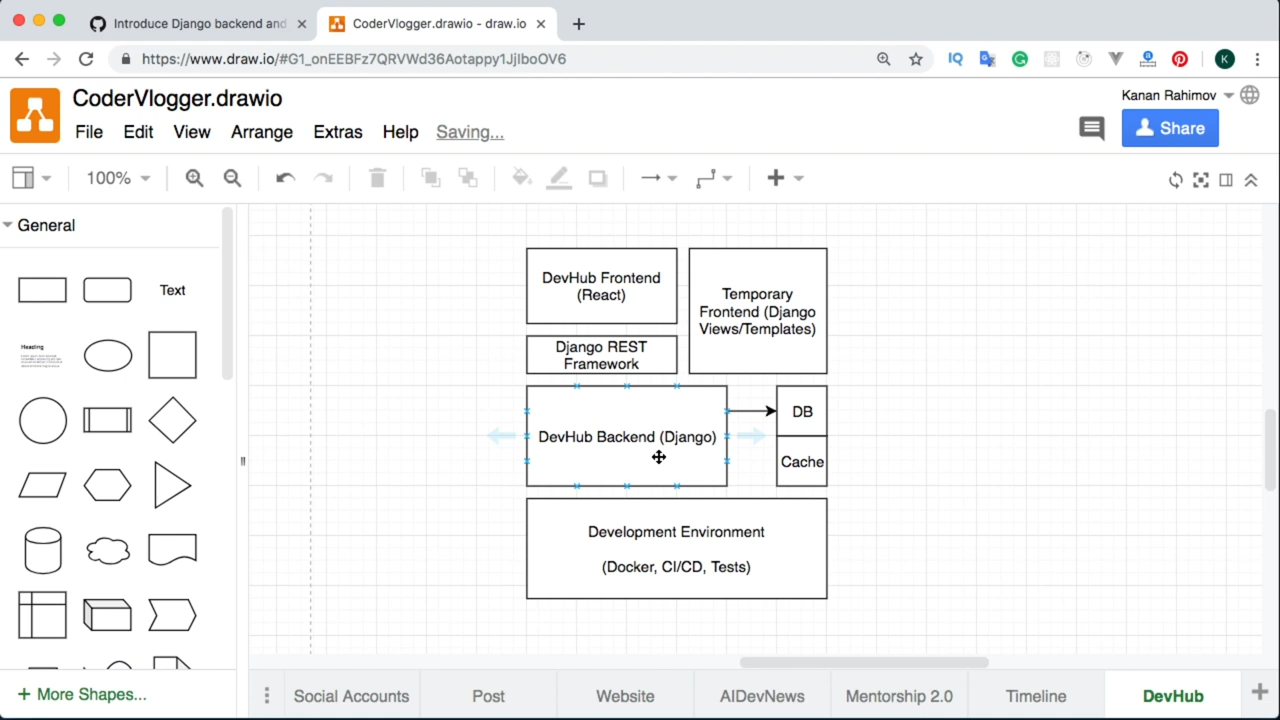 Introduce Django backend and
CoderVlogger.drawio - draw.io
https://www.draw.io/#G1_onEEBFz7QRVWd36Aotappy1JjIboOV6
IQ
K
CoderVlogger.drawio
Kanan Rahimov
File Edit View Arrange Extras Help Saving...
Share
100%
General
Text
Heading
DevHub Frontend
(React)
Temporary
Frontend (Django
Views/Templates)
Django REST
Framework
DevHub Backend (Django)
DB
Cache
Development Environment
(Docker, CI/CD, Tests)
+ More Shapes...
Social Accounts
Post
Website
AIDevNews
Mentorship 2.0
Timeline
DevHub